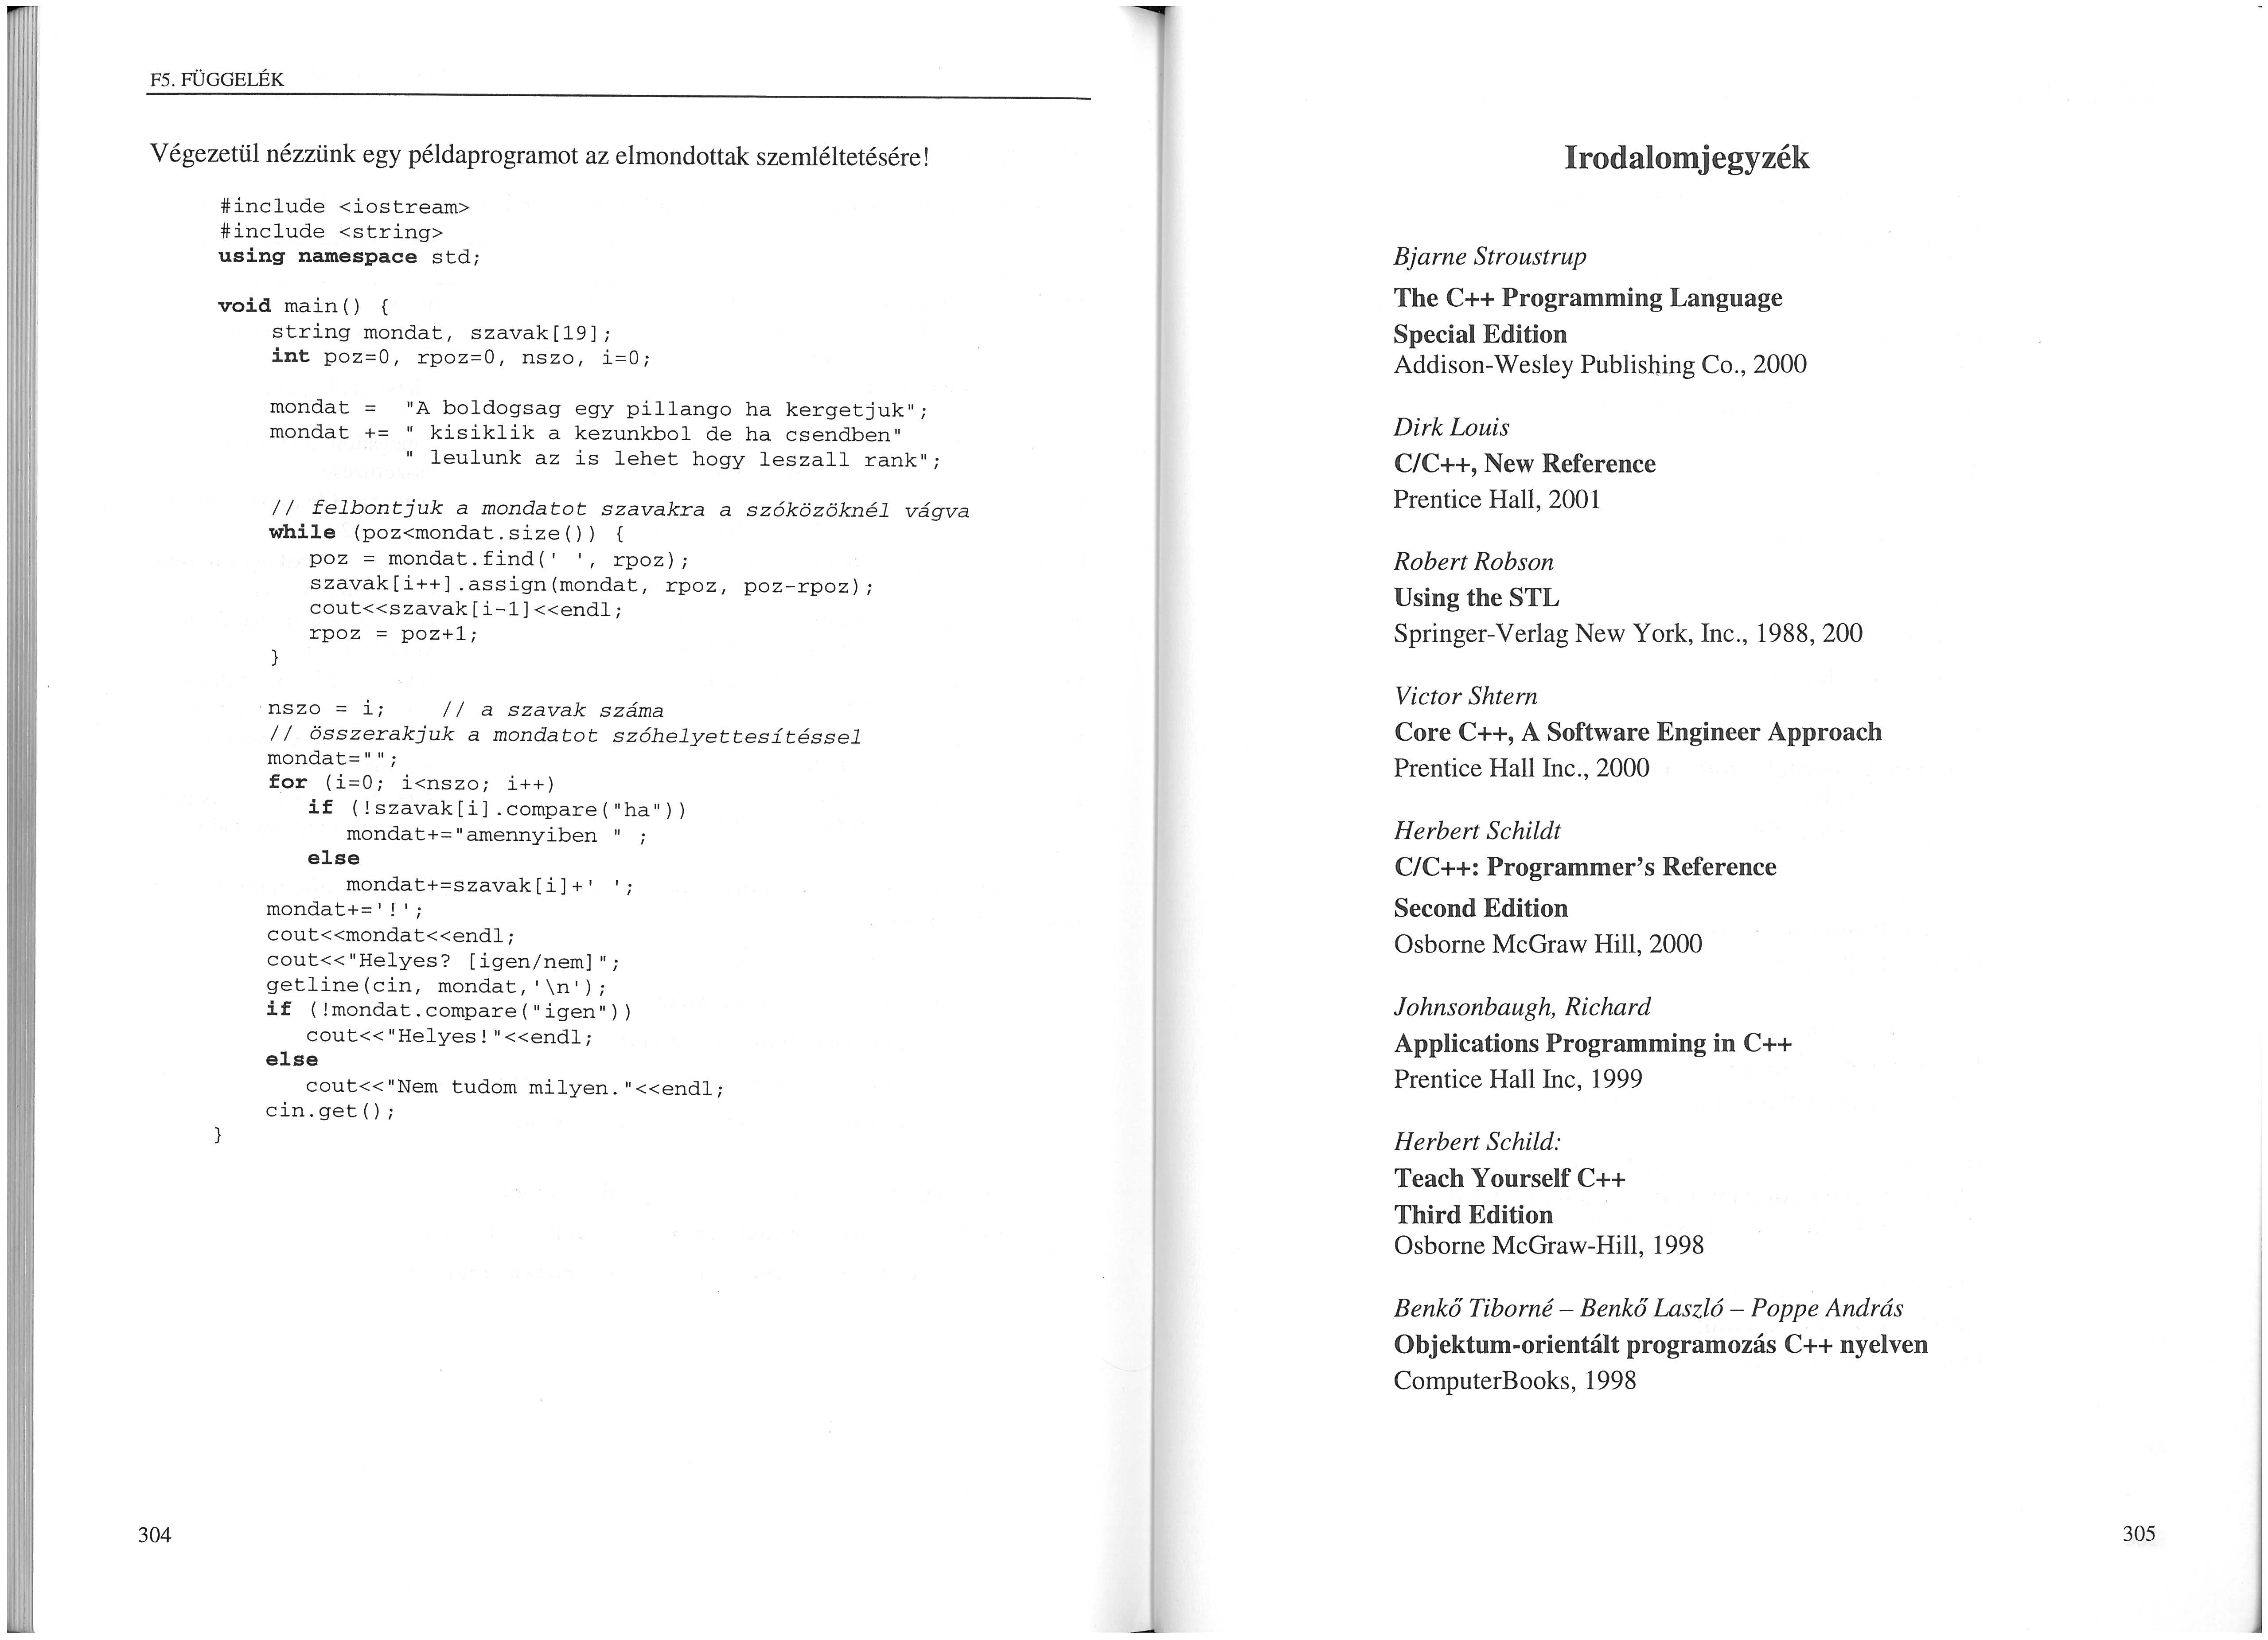 F5. FÜGGELÉK
Végezetül nézzünk egy példaprogramot az elmondottak szemléltetésére!
#include <iostream>
#include <string>
using namespace std;
void main() {
string mondat, szavak[19];
int poz=0, rpoz=0, nszo, i=0;
mondat =  "A boldogsag egy pillango ha kergetjuk";
mondat += " kisiklik a kezunkbol de ha csendben"
" leulunk az is lehet hogy leszall rank";
// felbontjuk a mondatot szavakra a szóközöknél vágva
while (poz<mondat.size()) {
poz = mondat.find(' ', rpoz);
szavak[i++].assign(mondat, rpoz, poz-rpoz);
cout<<szavak[i-1]<<endl;
rpoz = poz+1;
}
nszo = i;    // a szavak száma
// összerakjuk a mondatot szóhelyettesítéssel
mondat="";
for (i=0; i<nszo; i++)
if (!szavak[i].compare("ha"))
mondat+="amennyiben " ;
else
mondat+=szavak[i]+' ';
mondat+='!';
cout<<mondat<<endl;
cout<<"Helyes? [igen/nem]";
getline(cin, mondat,'\n');
if (!mondat.compare("igen"))
cout<<"Helyes!"<<endl;
else
cout<<"Nem tudom milyen."<<endl;
cin.get();
}
304
Irodalomjegyzék
Bjarne Stroustrup
The C++ Programming Language
Special Edition
Addison-Wesley Publishing Co., 2000
Dirk Louis
C/C++, New Reference
Prentice Hall, 2001
Robert Robson
Using the STL
Springer-Verlag New York, Inc., 1988, 200
Victor Shtern
Core C++, A Software Engineer Approach
Prentice Hall Inc., 2000
Herbert Schildt
C/C++: Programmer's Reference
Second Edition
Osborne McGraw Hill, 2000
Johnsonbaugh, Richard
Applications Programming in C++
Prentice Hall Inc, 1999
Herbert Schild:
Teach Yourself C++
Third Edition
Osborne McGraw-Hill, 1998
Benkő Tiborné – Benkő Laszló – Poppe András
Objektum-orientált programozás C++ nyelven
ComputerBooks, 1998
305